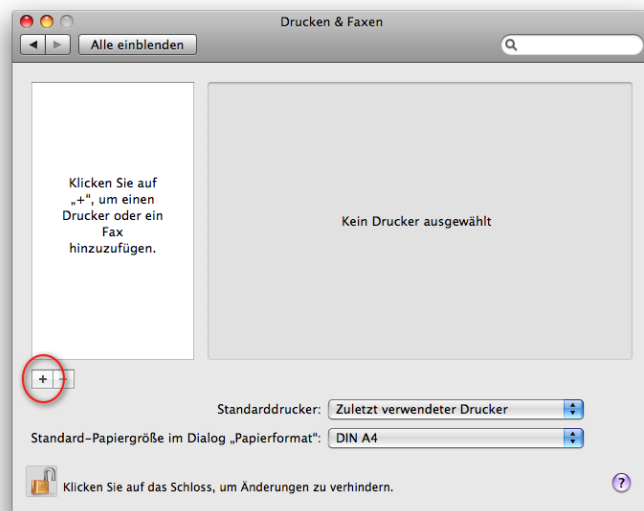 Drucken & Faxen
Alle einblenden
Klicken Sie auf
„+“, um einen
Drucker oder ein
Fax
hinzuzufügen.
Kein Drucker ausgewählt
+ −
Standarddrucker: Zuletzt verwendeter Drucker
Standard-Papiergröße im Dialog „Papierformat“: DIN A4
Klicken Sie auf das Schloss, um Änderungen zu verhindern.
?